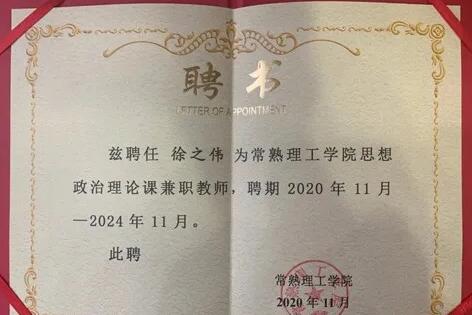 聘书
LETTER OF APPOINTMENT
兹聘任 徐之伟 为常熟理工学院思想
政治理论课兼职教师，聘期 2020 年 11 月
—2024 年 11 月。
此聘
常熟理工学院
2020 年 11 月